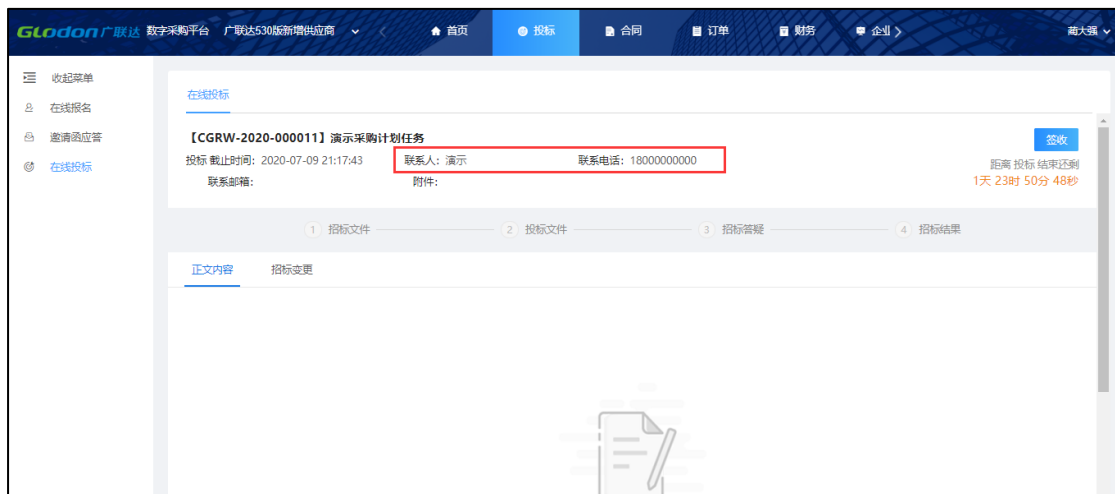 GLodon广联达 数字采购平台 广联达530版新增供应商 首页 投标 合同 订单 财务 企业 蔺大强
收起菜单
在线报名
邀请函应答
在线投标
在线投标
【CGRW-2020-000011】演示采购计划任务 签收
投标 截止时间：2020-07-09 21:17:43 联系人：演示 联系电话：18000000000 距离 投标 结束还剩
联系邮箱： 附件： 1天 23时 50分 48秒
1 招标文件 2 投标文件 3 招标答疑 4 招标结果
正文内容 招标变更